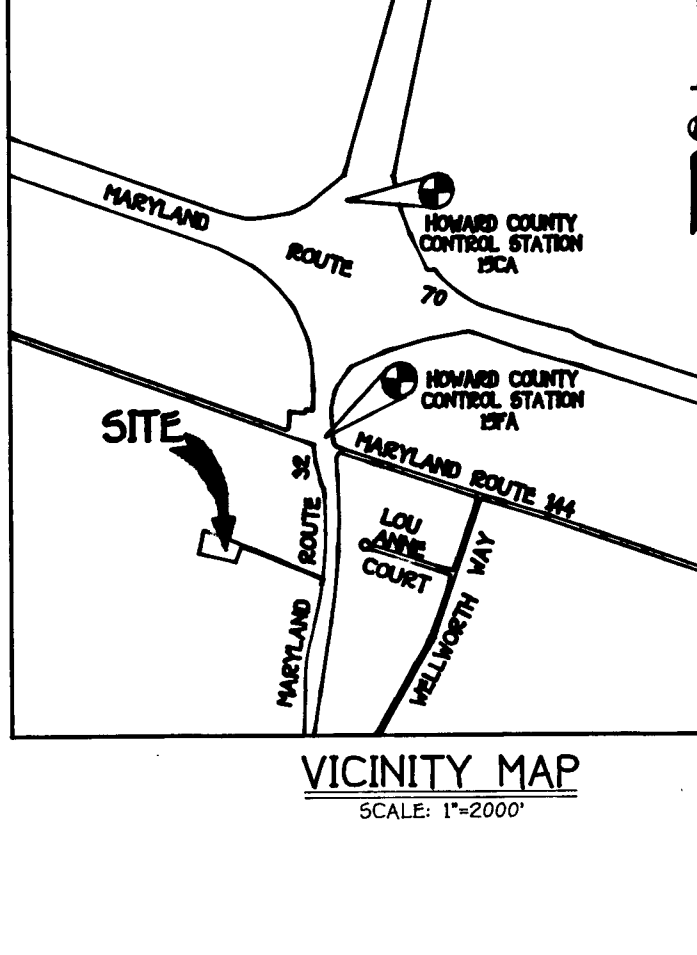 MARYLAND
ROUTE
70
HOWARD COUNTY
CONTROL STATION
15CA
HOWARD COUNTY
CONTROL STATION
15FA
SITE
MARYLAND ROUTE 144
MARYLAND ROUTE 32
LOU
ANNE
COURT
WELLWORTH WAY
VICINITY MAP
SCALE: 1"=2000'